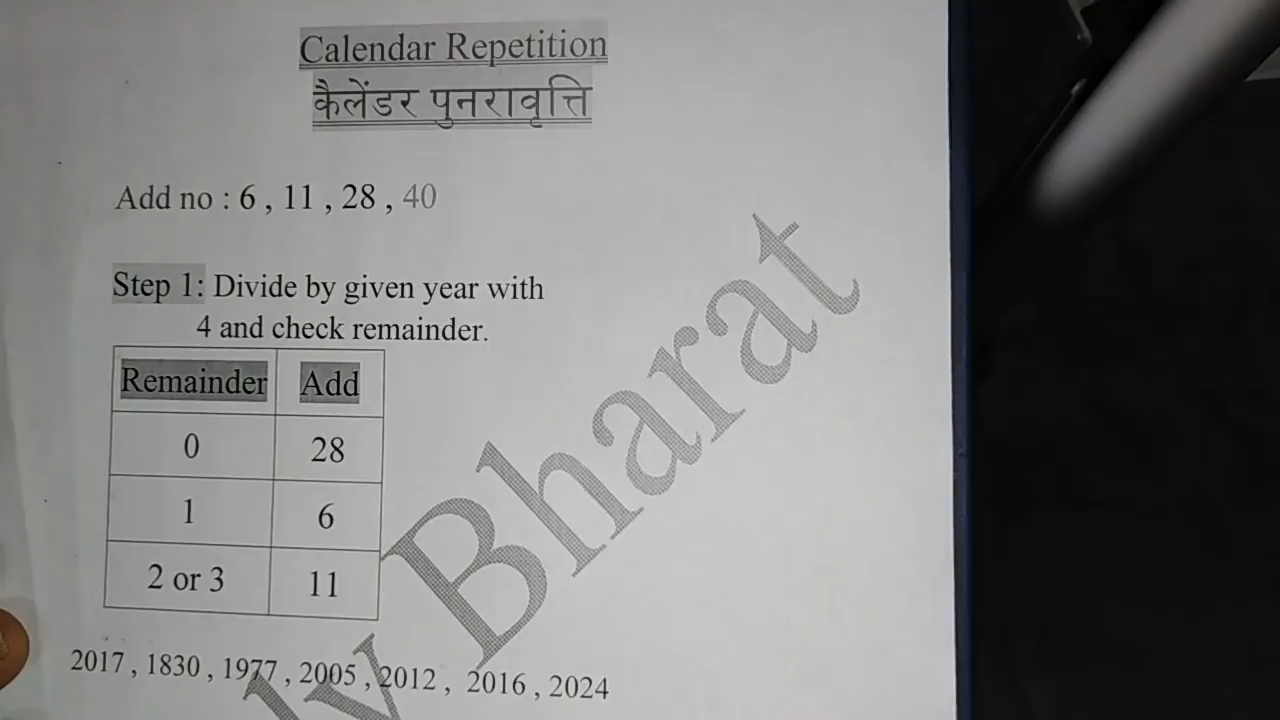 Calendar Repetition
कैलेंडर पुनरावृत्ति
Add no : 6 , 11 , 28 , 40
Step 1: Divide by given year with
4 and check remainder.
Remainder Add
0 28
1 6
2 or 3 11
2017 , 1830 , 1977 , 2005 , 2012 , 2016 , 2024
Bharat